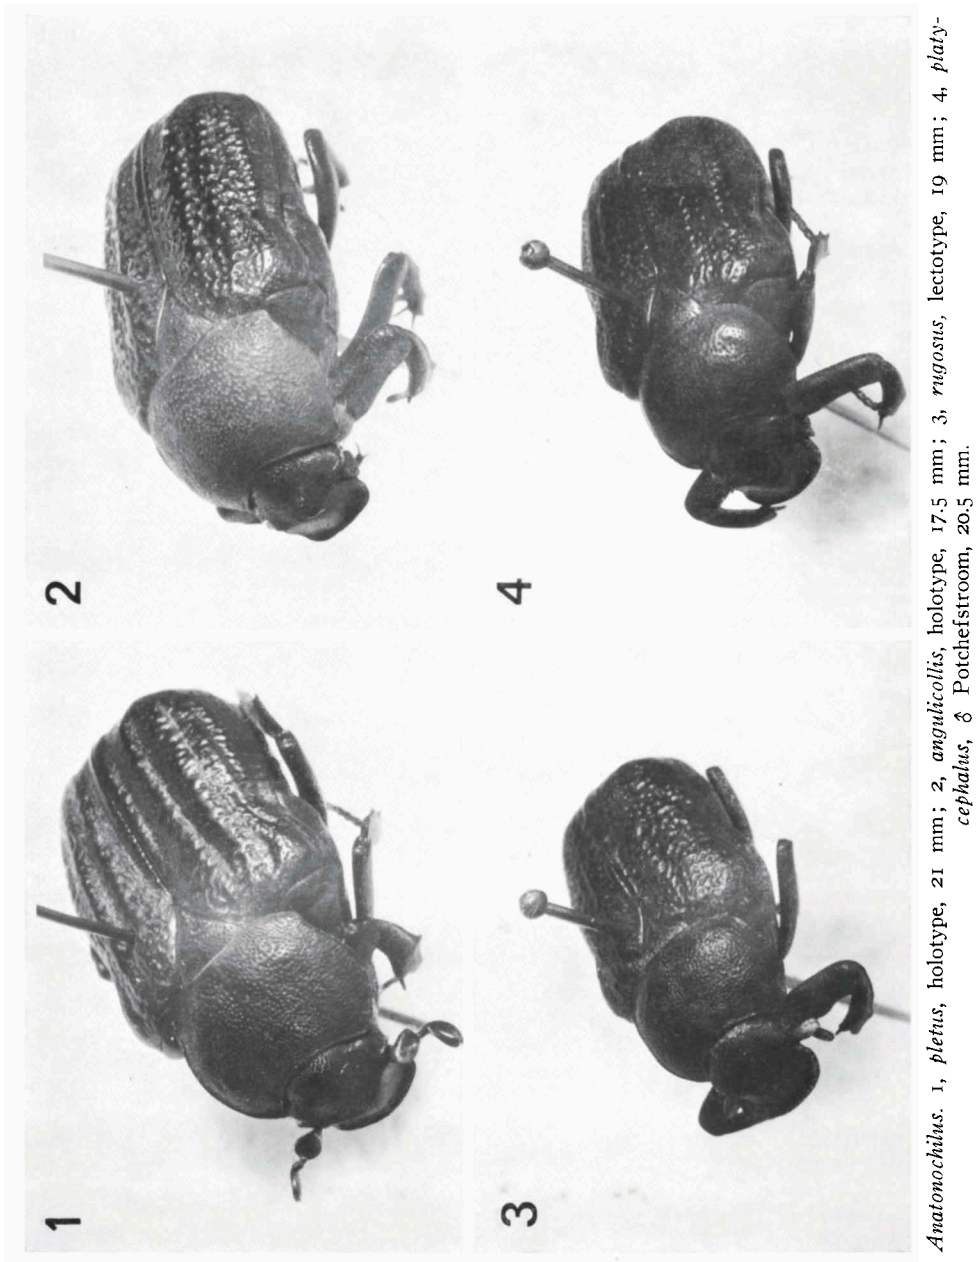 1
2
3
4
Anatonochilus. 1, pletus, holotype, 21 mm; 2, angulicollis, holotype, 17.5 mm; 3, rugosus, lectotype, 19 mm; 4, platy-
cephalus, ♂ Potchefstroom, 20.5 mm.